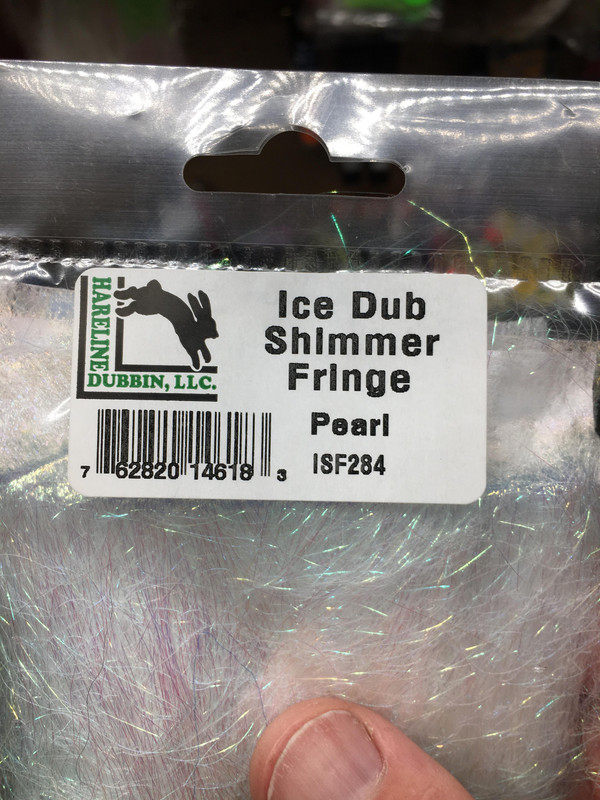 HARELINE
DUBBIN, LLC.
Ice Dub
Shimmer
Fringe
Pearl
ISF284
7 62820 14618 3